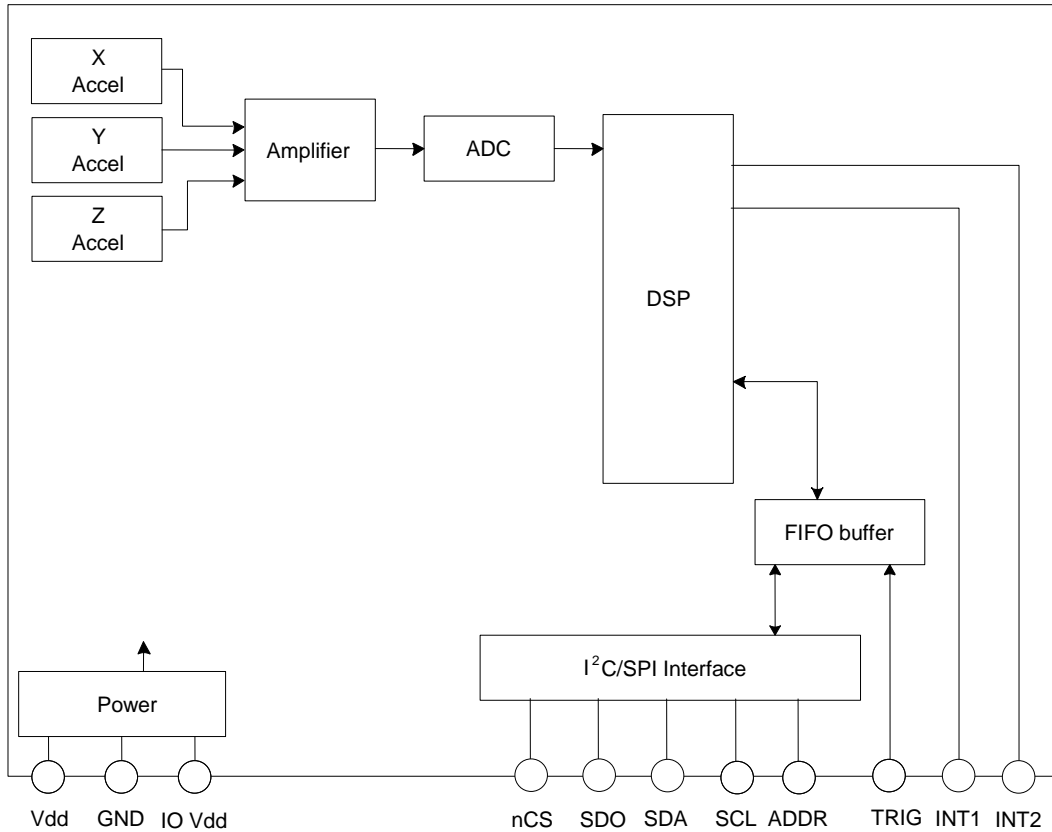 X
Accel
Y
Accel
Z
Accel
Amplifier
ADC
DSP
FIFO buffer
I²C/SPI Interface
Power
Vdd GND IO Vdd nCS SDO SDA SCL ADDR TRIG INT1 INT2